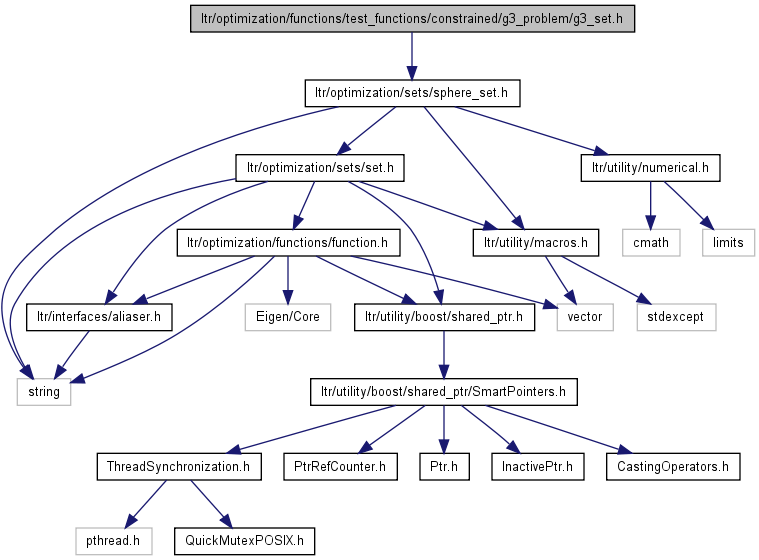 ltr/optimization/functions/test_functions/constrained/g3_problem/g3_set.h
ltr/optimization/sets/sphere_set.h
ltr/optimization/sets/set.h
ltr/utility/numerical.h
ltr/optimization/functions/function.h
ltr/utility/macros.h
cmath
limits
ltr/interfaces/aliaser.h
Eigen/Core
ltr/utility/boost/shared_ptr.h
vector
stdexcept
string
ltr/utility/boost/shared_ptr/SmartPointers.h
ThreadSynchronization.h
PtrRefCounter.h
Ptr.h
InactivePtr.h
CastingOperators.h
pthread.h
QuickMutexPOSIX.h